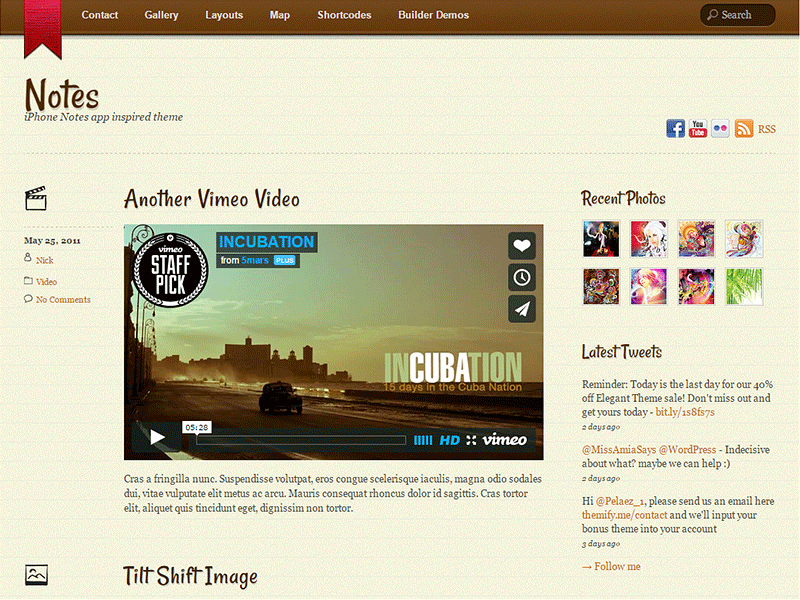 Contact Gallery Layouts Map Shortcodes Builder Demos Search
Notes
iPhone Notes app inspired theme
You
Tube
RSS
Another Vimeo Video
May 25, 2011
Nick
Video
No Comments
vimeo
STAFF
PICK
INCUBATION
from 5mars PLUS
INCUBATION
15 days in the Cuba Nation
05:28
HD vimeo
Cras a fringilla nunc. Suspendisse volutpat, eros congue scelerisque iaculis, magna odio sodales
dui, vitae vulputate elit metus ac arcu. Mauris consequat rhoncus dolor id sagittis. Cras tortor
elit, aliquet quis tincidunt eget, dignissim non tortor.
Tilt Shift Image
Recent Photos
Latest Tweets
Reminder: Today is the last day for our 40%
off Elegant Theme sale! Don't miss out and
get yours today - bit.ly/1s8fs7s
2 days ago
@MissAmiaSays @WordPress - Indecisive
about what? maybe we can help :)
2 days ago
Hi @Pelaez_1, please send us an email here
themify.me/contact and we'll input your
bonus theme into your account
3 days ago
→ Follow me